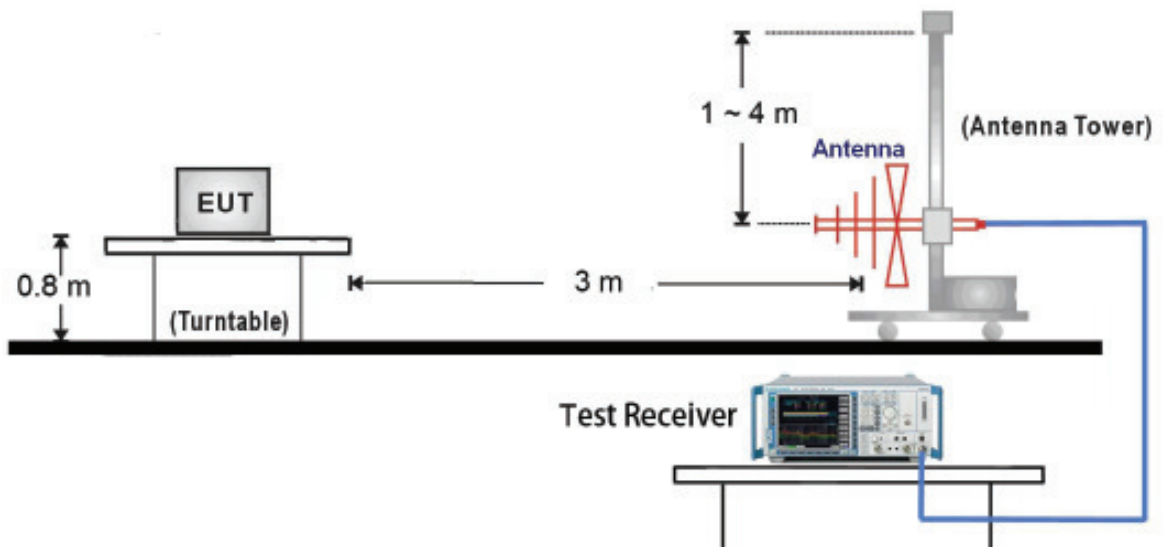 1 ~ 4 m
(Antenna Tower)
Antenna
EUT
0.8 m
3 m
(Turntable)
Test Receiver